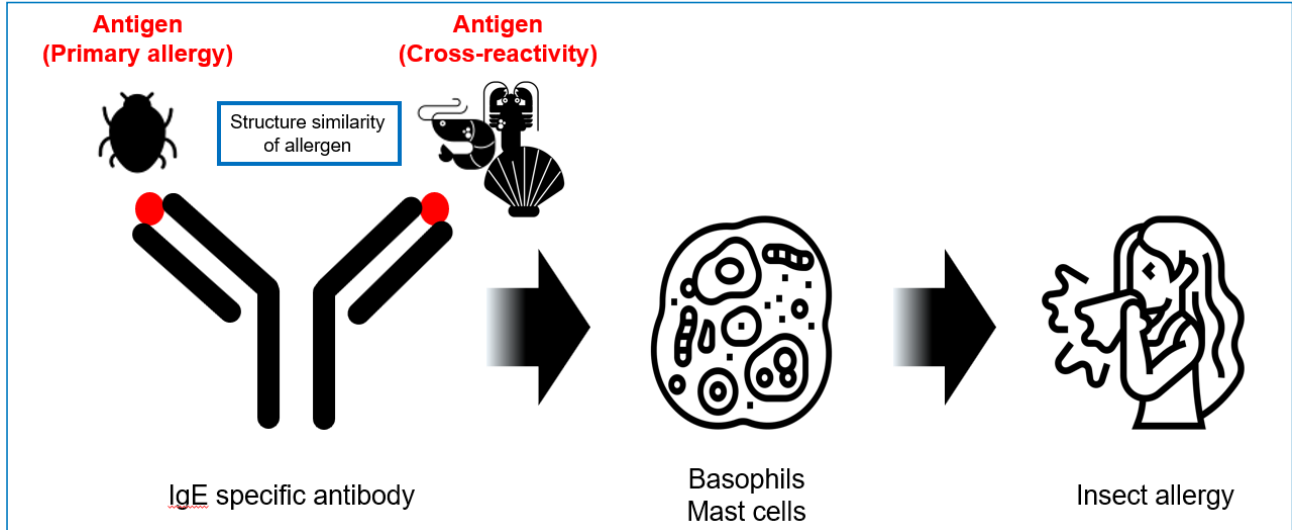 Antigen
(Primary allergy)
Antigen
(Cross-reactivity)
Structure similarity
of allergen
IgE specific antibody
Basophils
Mast cells
Insect allergy